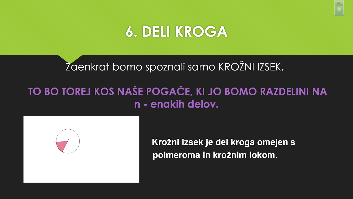 6. DELI KROGA
Zaenkrat bomo spoznali samo KROŽNI IZSEK.
TO BO TOREJ KOS NAŠE POGAČE, KI JO BOMO RAZDELINI NA
n - enakih delov.
Krožni izsek je del kroga omejen s
polmeroma in krožnim lokom.